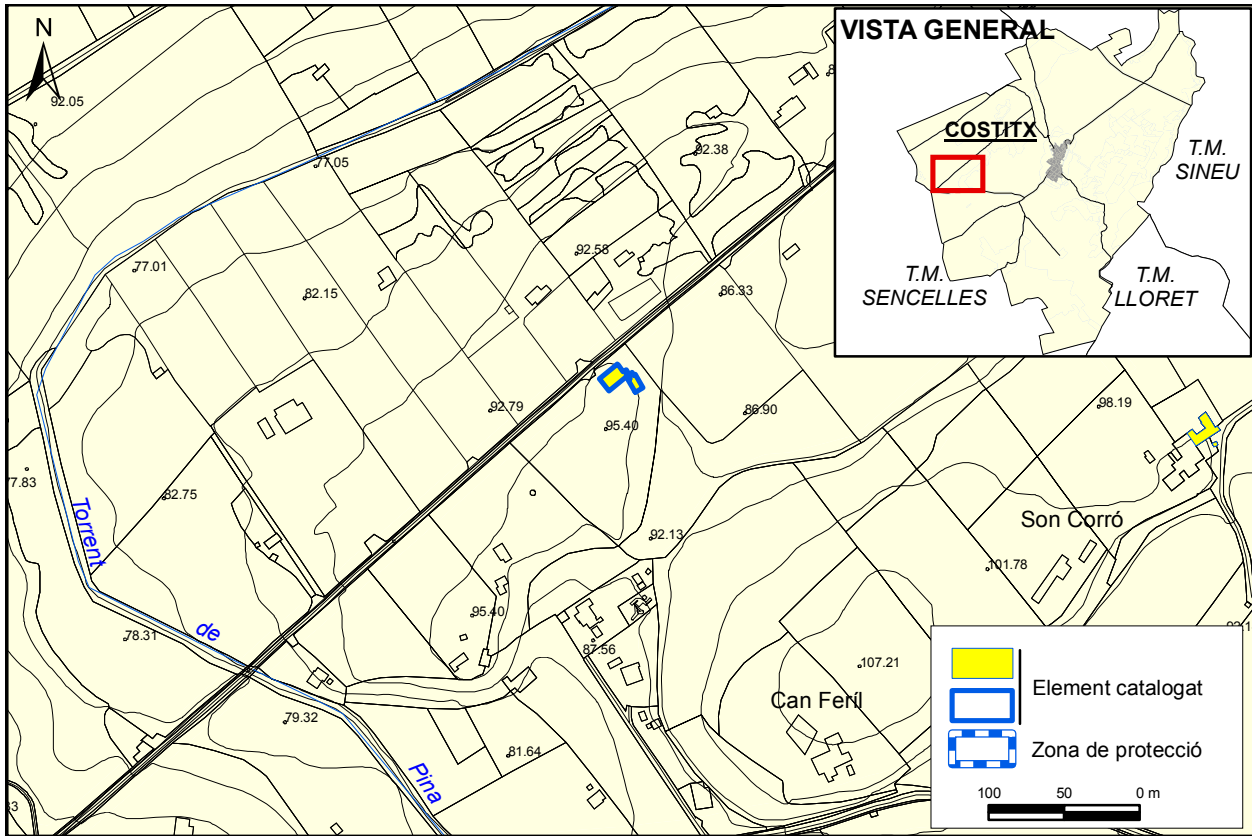 N
VISTA GENERAL
92.05
COSTITX
T.M.
SINEU
92.38
77.05
T.M.
SENCELLES
T.M.
LLORET
92.58
77.01
82.15
86.33
92.79
86.90
98.19
95.40
77.83
82.75
Torrent
Son Corró
92.13
101.78
95.40
de
78.31
87.56
107.21
Element catalogat
Can Feríl
79.32
81.64
Zona de protecció
Pina
100 50 0 m